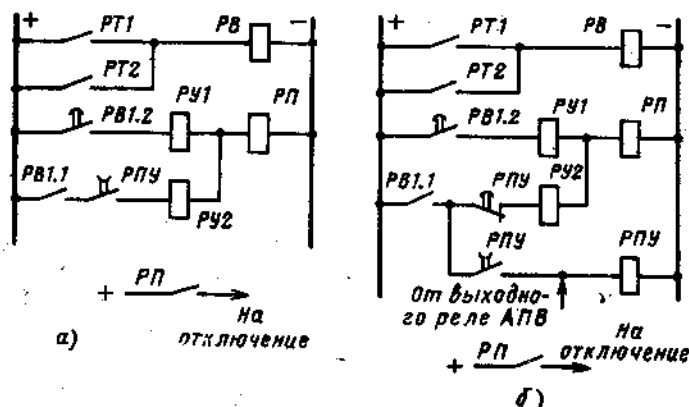 +
РТ1
РВ
−
РТ2
РУ1
РП
РВ1.2
РВ1.1
РПУ
РУ2
+ РП
На отключение
а)
+
РТ1
РВ
−
РТ2
РУ1
РП
РВ1.2
РУ2
РВ1.1
РПУ
РПУ
РПУ
От выходно-
го реле АПВ
На
отключение
+ РП
б)